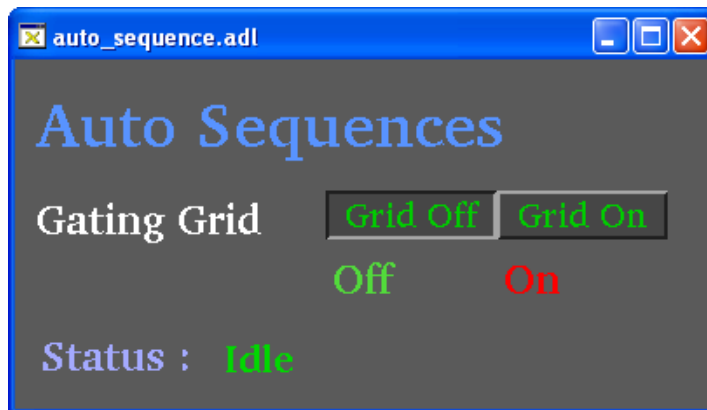 auto_sequence.adl
Auto Sequences
Gating Grid Grid Off Grid On
Off On
Status : Idle